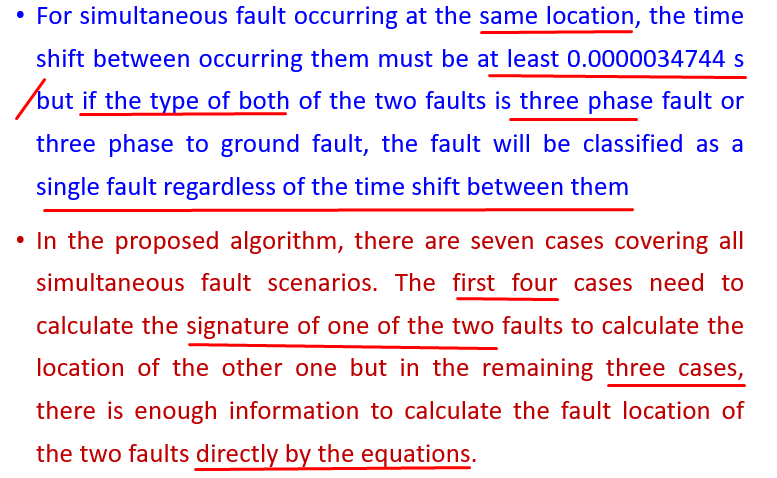 • For simultaneous fault occurring at the same location, the time
shift between occurring them must be at least 0.0000034744 s
but if the type of both of the two faults is three phase fault or
three phase to ground fault, the fault will be classified as a
single fault regardless of the time shift between them
• In the proposed algorithm, there are seven cases covering all
simultaneous fault scenarios. The first four cases need to
calculate the signature of one of the two faults to calculate the
location of the other one but in the remaining three cases,
there is enough information to calculate the fault location of
the two faults directly by the equations.